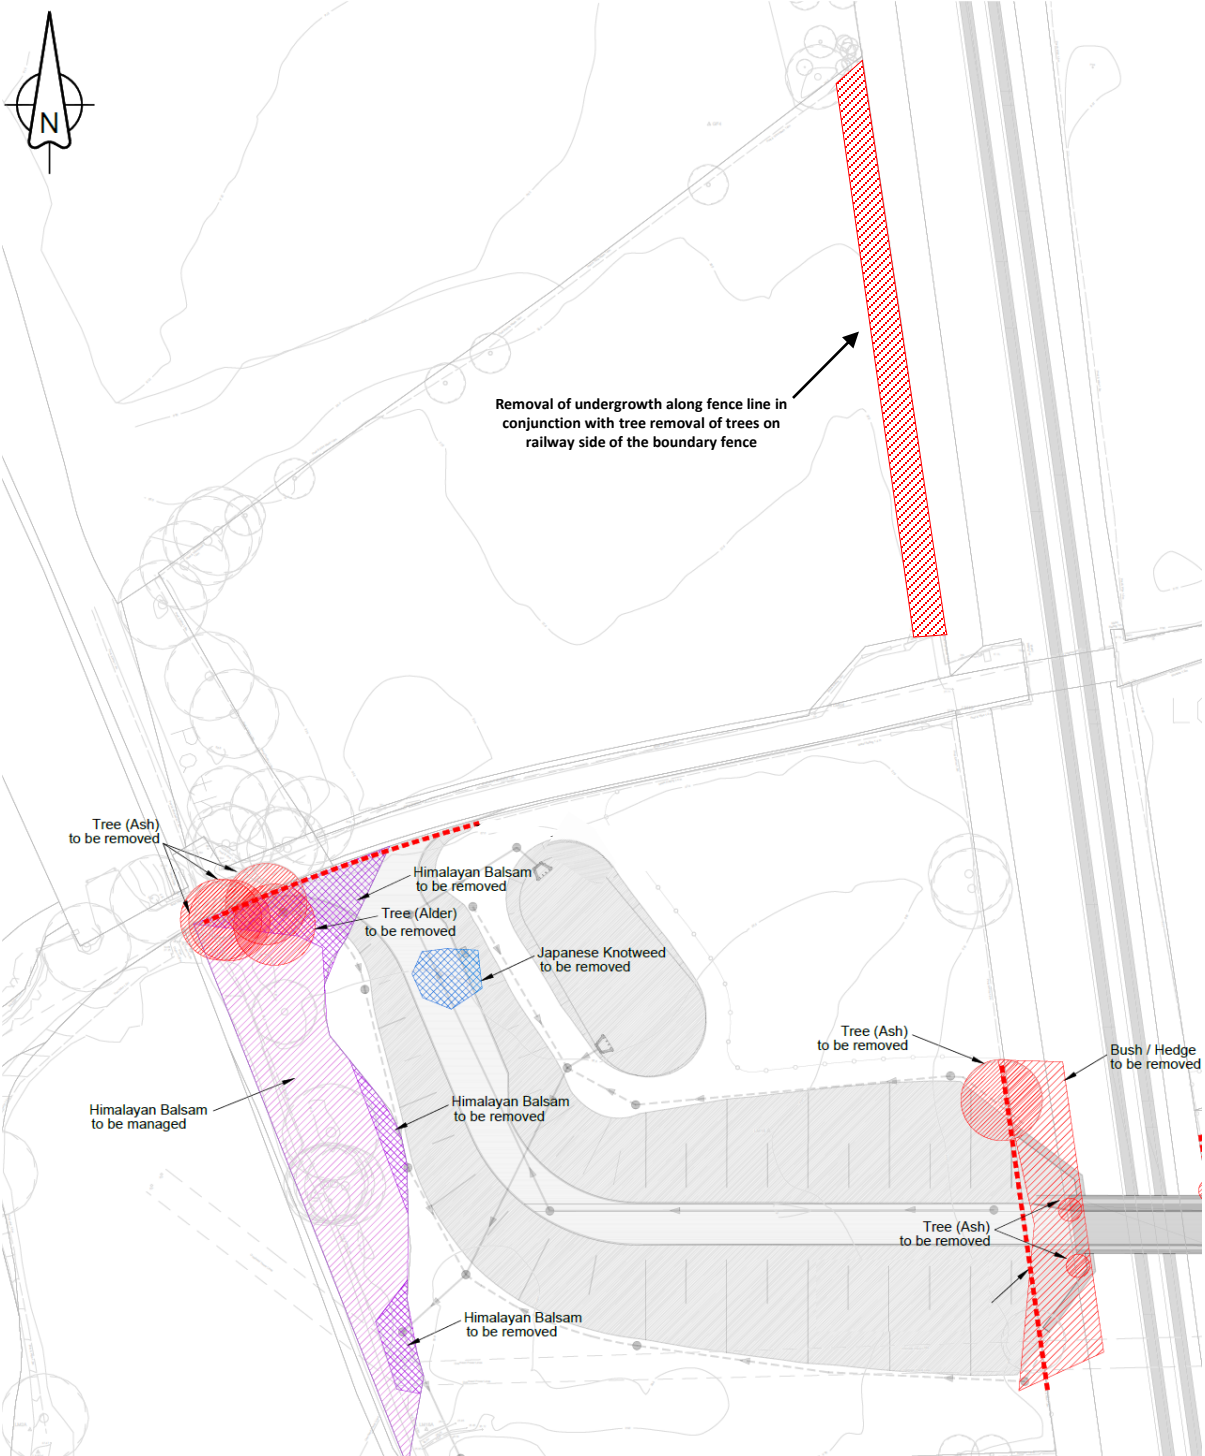 N
Removal of undergrowth along fence line in
conjunction with tree removal of trees on
railway side of the boundary fence
Tree (Ash)
to be removed
Himalayan Balsam
to be removed
Tree (Alder)
to be removed
Japanese Knotweed
to be removed
Tree (Ash)
to be removed
Bush / Hedge
to be removed
Himalayan Balsam
to be managed
Himalayan Balsam
to be removed
Tree (Ash)
to be removed
Himalayan Balsam
to be removed